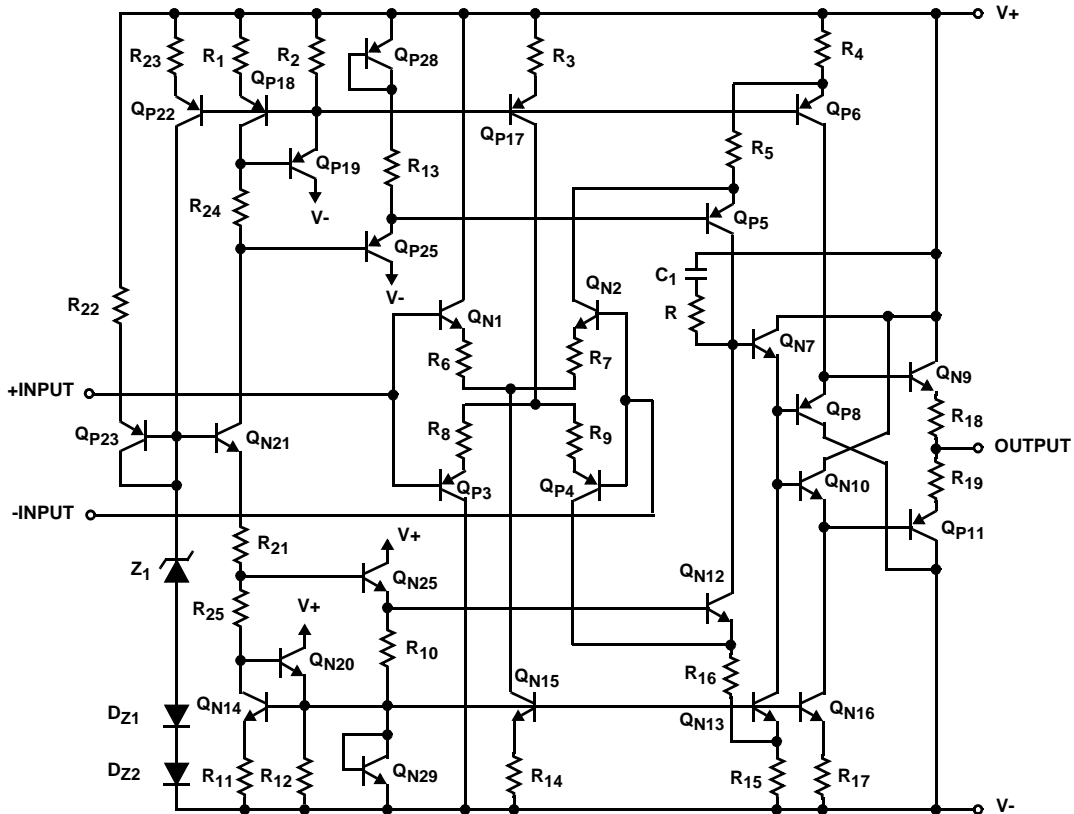 V+
R23
R1
R2
QP28
R3
R4
QP18
QP22
QP17
QP6
QP19
R13
R5
V-
R24
QP25
QP5
V-
R22
QN1
QN2
C1
R
QN7
R6
R7
+INPUT
QN9
QP8
R18
QP23
QN21
R8
R9
OUTPUT
QP3
QP4
QN10
R19
-INPUT
QP11
R21
V+
Z1
QN25
QN12
R25
V+
QN20
R10
QN15
R16
QN14
QN13
QN16
DZ1
DZ2
R11
R12
QN29
R14
R15
R17
V-